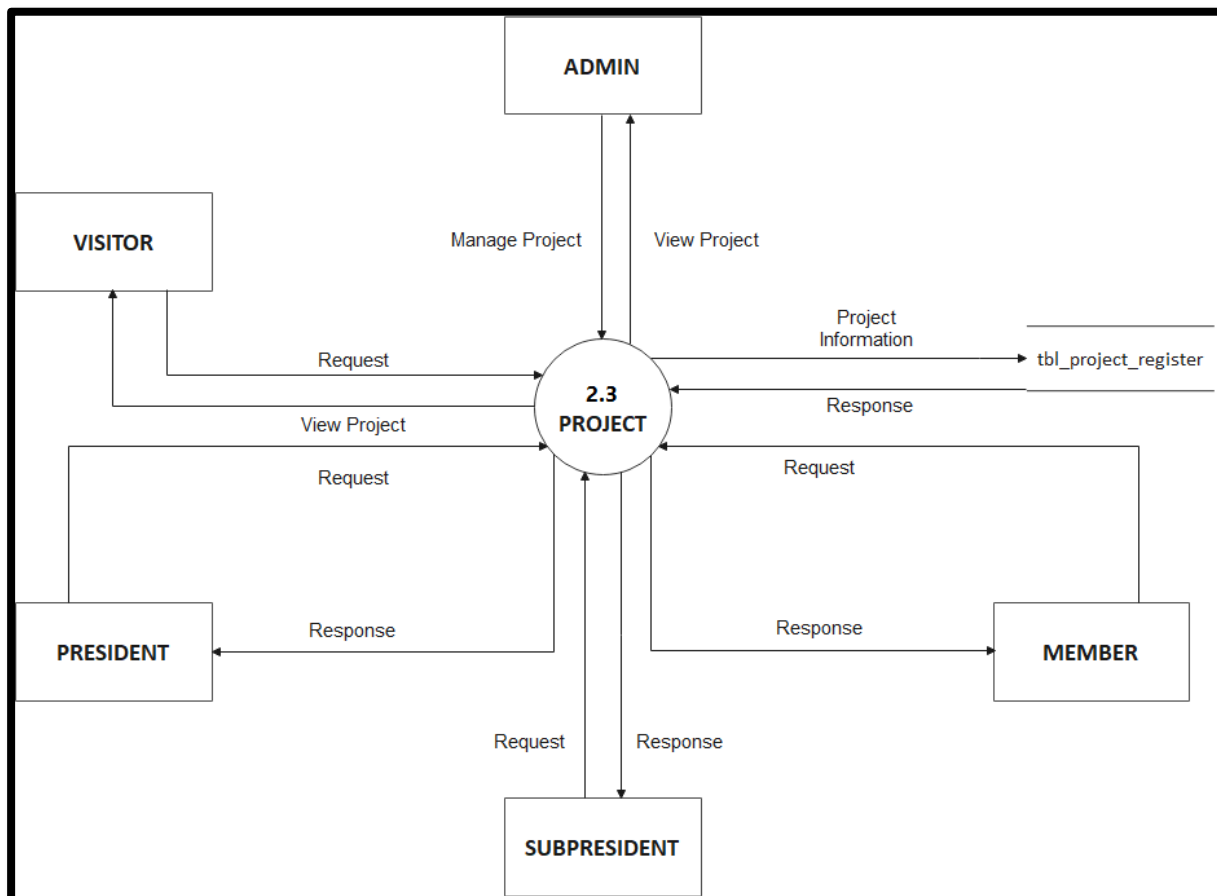 ADMIN
VISITOR
Manage Project
View Project
Project
Information
tbl_project_register
Request
2.3
PROJECT
Response
View Project
Request
Request
PRESIDENT
Response
Response
MEMBER
Request
Response
SUBPRESIDENT